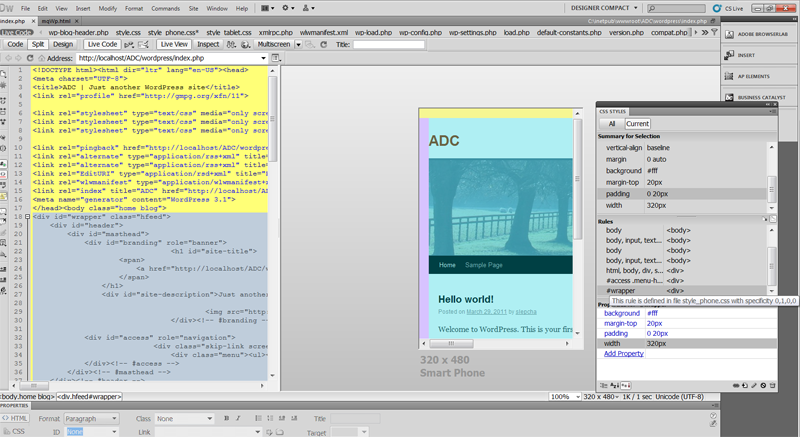 DESIGNER COMPACT
CS Live
index.php
C:\inetpub\wwwroot\ADC\wordpress\index.php
Live Code wp-blog-header.php style.css style_phone.css* style_tablet.css xmlrpc.php wlwmanifest.xml wp-load.php wp-config.php wp-settings.php load.php default-constants.php version.php compat.php
Code Split Design Live Code Live View Inspect Multiscreen Title:
Address: http://localhost/ADC/wordpress/index.php
1 <!DOCTYPE html><html dir="ltr" lang="en-US"><head>
2 <meta charset="UTF-8">
3 <title>ADC | Just another WordPress site</title>
4 <link rel="profile" href="http://gmpg.org/xfn/11">
5
6 <link rel="stylesheet" type="text/css" media="only scre
7 <link rel="stylesheet" type="text/css" media="only scre
8 <link rel="stylesheet" type="text/css" media="only scre
9
10 <link rel="pingback" href="http://localhost/ADC/wordpre
11 <link rel="alternate" type="application/rss+xml" title=
12 <link rel="alternate" type="application/rss+xml" title=
13 <link rel="EditURI" type="application/rsd+xml" title="
14 <link rel="wlwmanifest" type="application/wlwmanifest+
15 <link rel="index" title="ADC" href="http://localhost/AD
16 <meta name="generator" content="WordPress 3.1">
17 </head><body class="home blog">
18 <div id="wrapper" class="hfeed">
19 <div id="header">
20 <div id="masthead">
21 <div id="branding" role="banner">
22 <h1 id="site-title">
23 <span>
24 <a href="http://localhost/ADC/w
25 </span>
26 </h1>
27 <div id="site-description">Just anothe
28
29 <img src="http
30 </div><!-- #branding --
31
32 <div id="access" role="navigation">
33 <div class="skip-link scree
34 <div class="menu"><ul><
35 </div><!-- #access -->
36 </div><!-- #masthead -->
37
ADC
Home Sample Page
Hello world!
Posted on March 29, 2011 by
Welcome to WordPress. This is your firs
320 x 480
Smart Phone
ADOBE BROWSERLAB
INSERT
AP ELEMENTS
BUSINESS CATALYST
CSS STYLES
All Current
Summary for Selection
vertical-align baseline
margin 0 auto
background #fff
margin-top 20px
padding 0 20px
width 320px
Rules
body <body>
body, input, text... <body>
body <body>
body, input, text... <body>
html, body, div, s... <div>
#access .menu-h... <div>
#wrapper <div>
This rule is defined in file style_phone.css with specificity 0,1,0,0
background #fff
margin-top 20px
padding 0 20px
width 320px
Add Property
<body.home blog> <div.hfeed#wrapper>
100% 320 x 480 1K / 1 sec Unicode (UTF-8)
PROPERTIES
HTML Format Paragraph Class None B I Title
CSS ID None Link Target